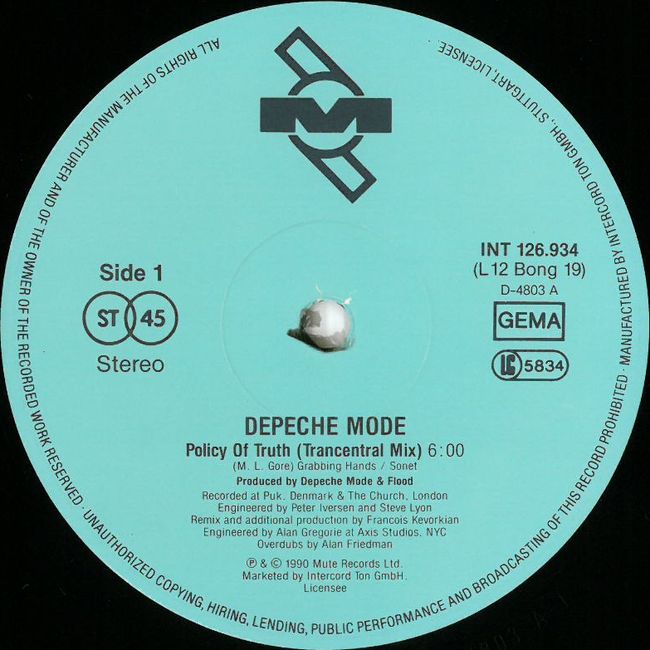 ALL RIGHTS OF THE MANUFACTURER AND OF THE OWNER OF THE RECORDED WORK RESERVED · UNAUTHORIZED COPYING, HIRING, LENDING, PUBLIC PERFORMANCE AND BROADCASTING OF THIS RECORD PROHIBITED · MANUFACTURED BY INTERCORD TON GMBH., STUTTGART, LICENSEE.
M
Side 1
ST 45
Stereo
INT 126.934
(L12 Bong 19)
D-4803 A
GEMA
LC 5834
DEPECHE MODE
Policy Of Truth (Trancentral Mix) 6:00
(M. L. Gore) Grabbing Hands / Sonet
Produced by Depeche Mode & Flood
Recorded at Puk, Denmark & The Church, London
Engineered by Peter Iversen and Steve Lyon
Remix and additional production by Francois Kevorkian
Engineered by Alan Gregorie at Axis Studios, NYC
Overdubs by Alan Friedman
℗ & © 1990 Mute Records Ltd.
Marketed by Intercord Ton GmbH.
Licensee